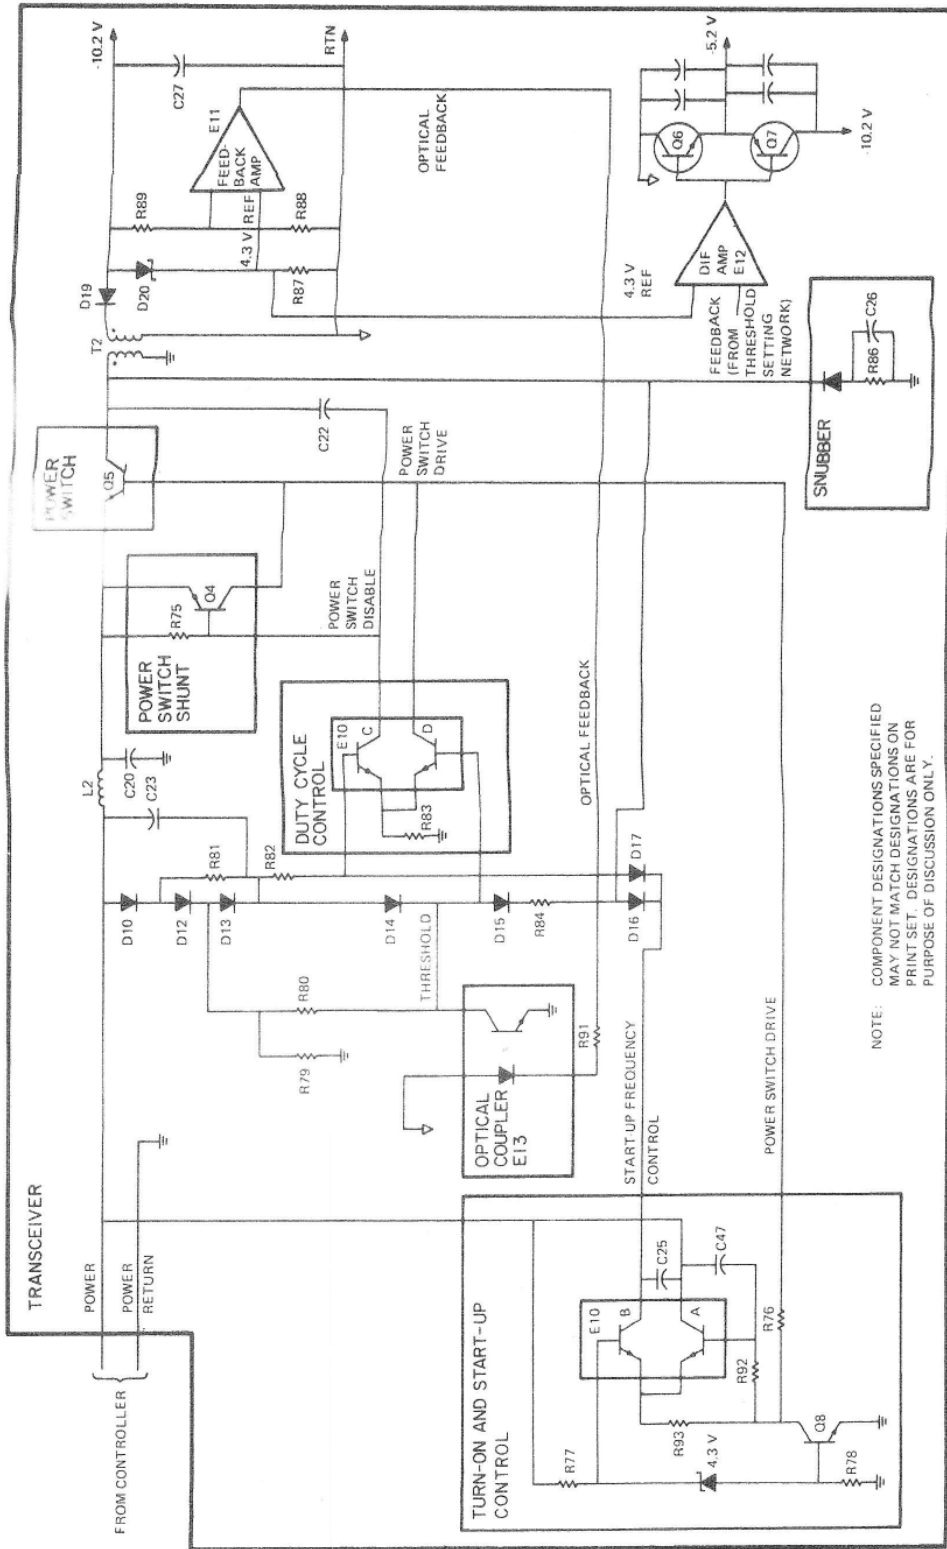 TRANSCEIVER
FROM CONTROLLER
POWER
POWER
RETURN
L2
C20
C23
D10
D12
D13
R81
R82
D14
D15
R84
D16
D17
R80
R79
THRESHOLD
POWER
SWITCH
SHUNT
R75
Q4
POWER
SWITCH
Q5
POWER
SWITCH
DISABLE
POWER
SWITCH
DRIVE
C22
T2
D19
D20
R89
R87
R88
4.3 V REF
FEED-
BACK
AMP
E11
C27
-10.2 V
RTN
OPTICAL
FEEDBACK
DUTY CYCLE
CONTROL
E10
C
D
R83
OPTICAL
COUPLER
E13
R91
OPTICAL FEEDBACK
START-UP FREQUENCY
CONTROL
POWER SWITCH DRIVE
TURN-ON AND START-UP
CONTROL
R77
E10
B
A
C25
C47
R92
R93
R76
4.3 V
Q8
R78
4.3 V
REF
FEEDBACK
(FROM
THRESHOLD
SETTING
NETWORK)
DIF
AMP
E12
Q6
Q7
-5.2 V
-10.2 V
SNUBBER
R86
C26
NOTE: COMPONENT DESIGNATIONS SPECIFIED
MAY NOT MATCH DESIGNATIONS ON
PRINT SET. DESIGNATIONS ARE FOR
PURPOSE OF DISCUSSION ONLY.